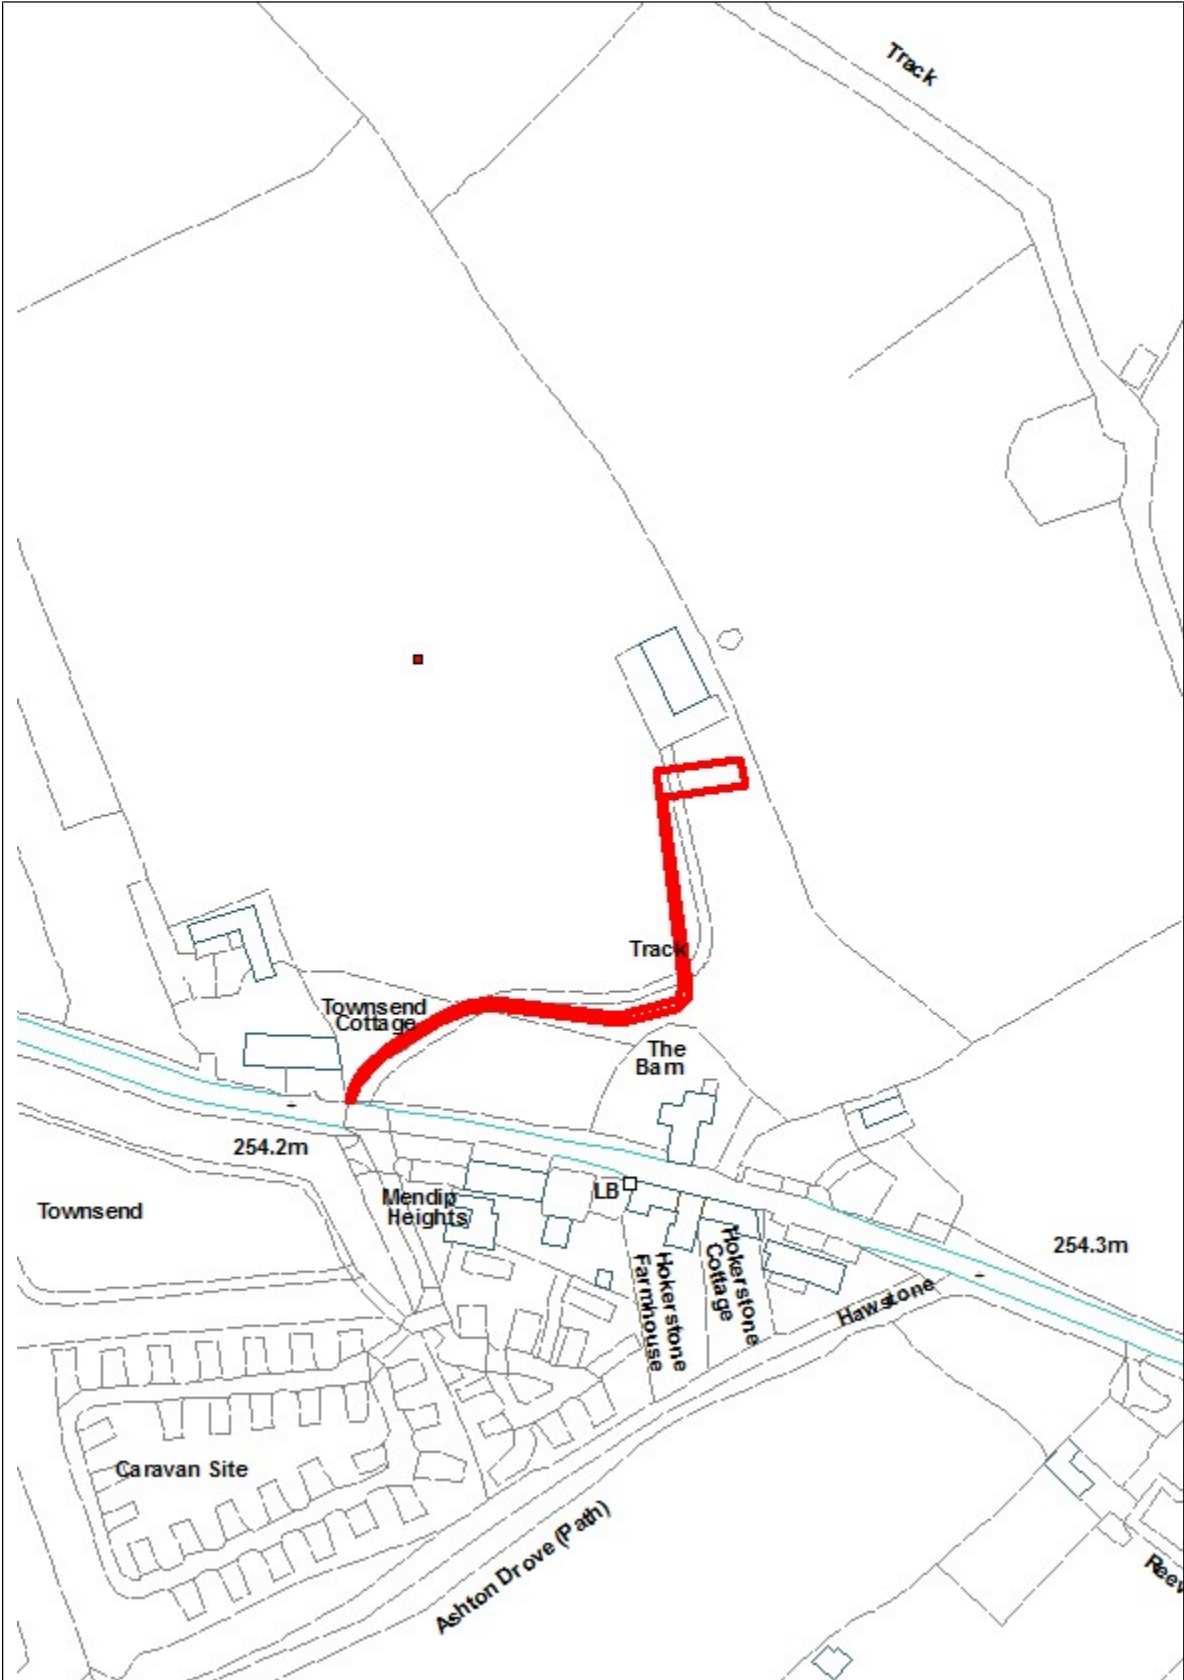 Track
Track
Townsend
Cottage
The
Barn
254.2m
Mendip
Heights
LB
Townsend
Hokerstone
Farmhouse
Hokerstone
Cottage
254.3m
Hawstone
Caravan Site
Ashton Drove (Path)
Reev